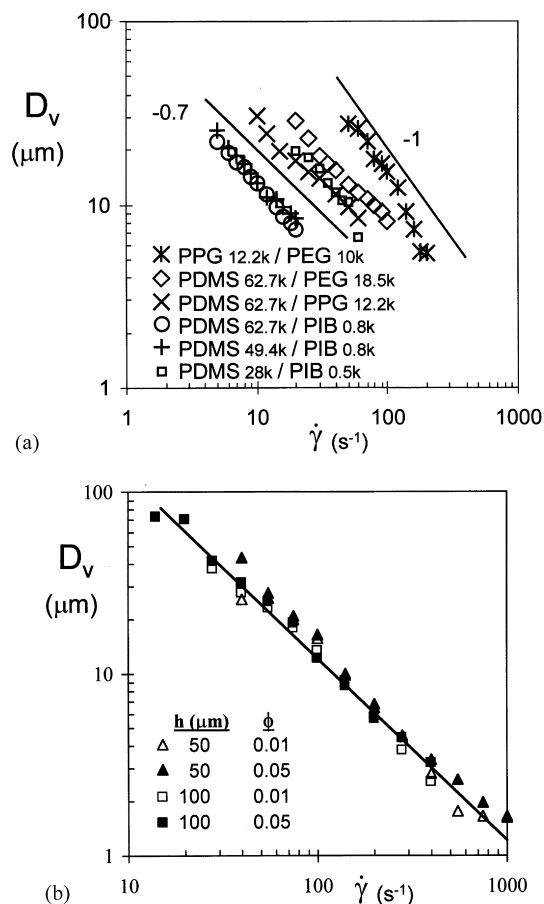 100
D_v
(μm)
-0.7
-1
10
PPG 12.2k / PEG 10k
PDMS 62.7k / PEG 18.5k
PDMS 62.7k / PPG 12.2k
PDMS 62.7k / PIB 0.8k
PDMS 49.4k / PIB 0.8k
PDMS 28k / PIB 0.5k
1
1 10 100 1000
(a) γ̇ (s⁻¹)
100
D_v
(μm)
10
h (μm) ϕ
50 0.01
50 0.05
100 0.01
100 0.05
1
10 100 1000
(b) γ̇ (s⁻¹)